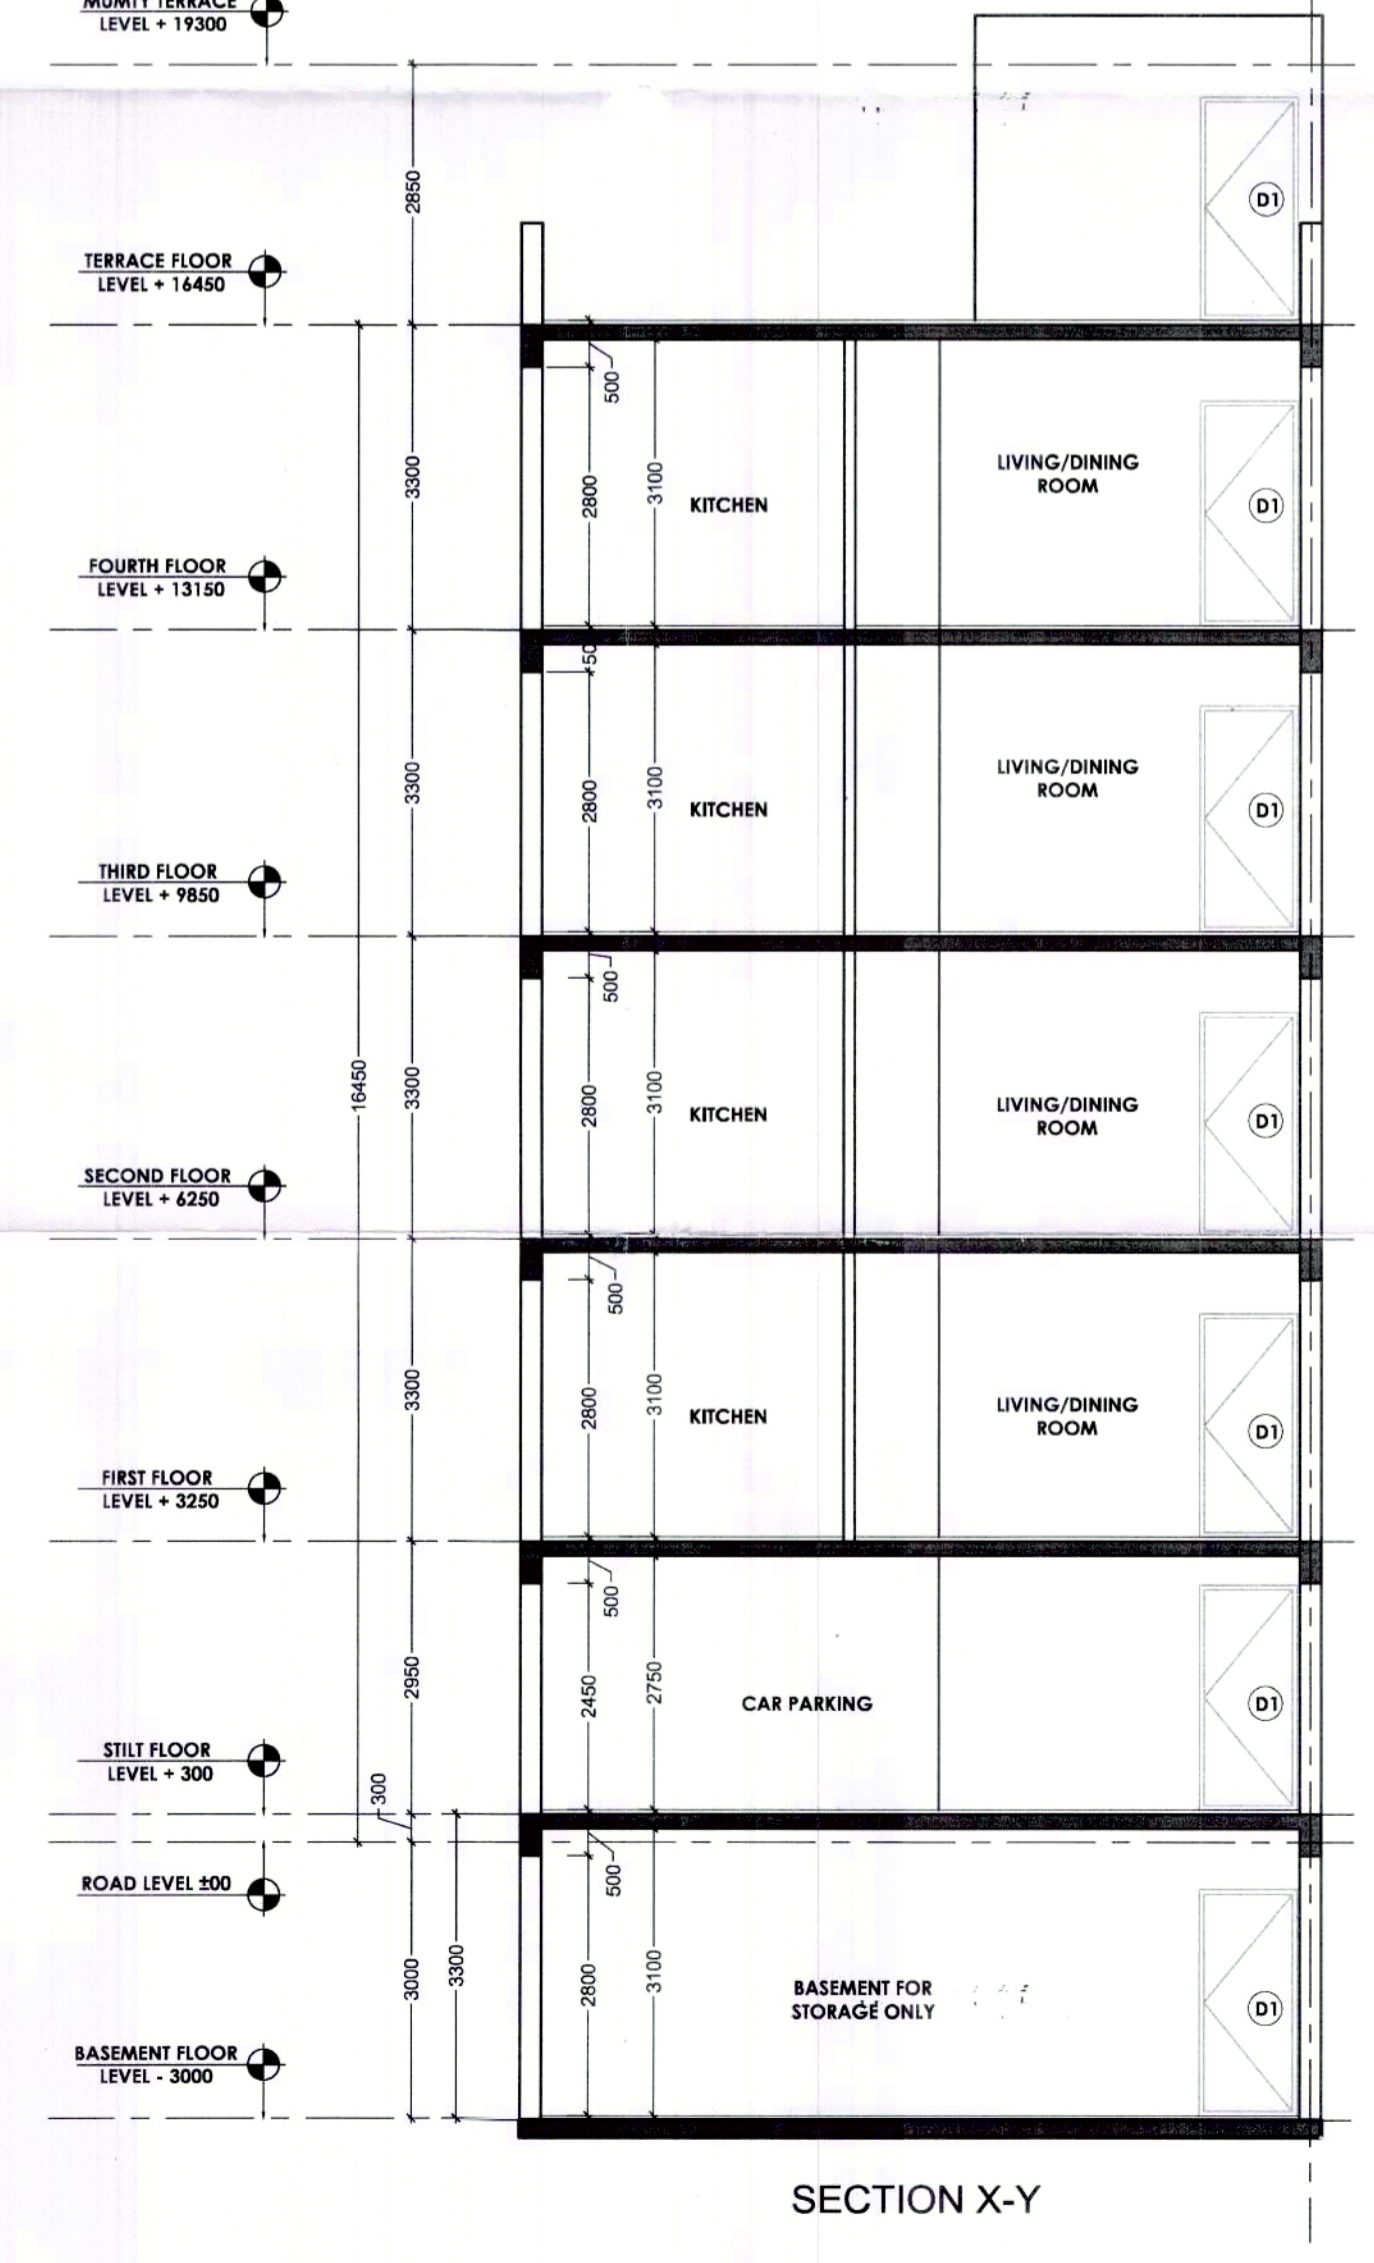 MUMTY TERRACE
LEVEL + 19300
2850
D1
TERRACE FLOOR
LEVEL + 16450
500
3300
2800
3100
KITCHEN
LIVING/DINING
ROOM
D1
FOURTH FLOOR
LEVEL + 13150
50
3300
2800
3100
KITCHEN
LIVING/DINING
ROOM
D1
THIRD FLOOR
LEVEL + 9850
500
16450
3300
2800
3100
KITCHEN
LIVING/DINING
ROOM
D1
SECOND FLOOR
LEVEL + 6250
500
3300
2800
3100
KITCHEN
LIVING/DINING
ROOM
D1
FIRST FLOOR
LEVEL + 3250
500
2950
2450
2750
CAR PARKING
D1
STILT FLOOR
LEVEL + 300
300
ROAD LEVEL ±00
500
3000
3300
2800
3100
BASEMENT FOR
STORAGE ONLY
D1
BASEMENT FLOOR
LEVEL - 3000
SECTION X-Y